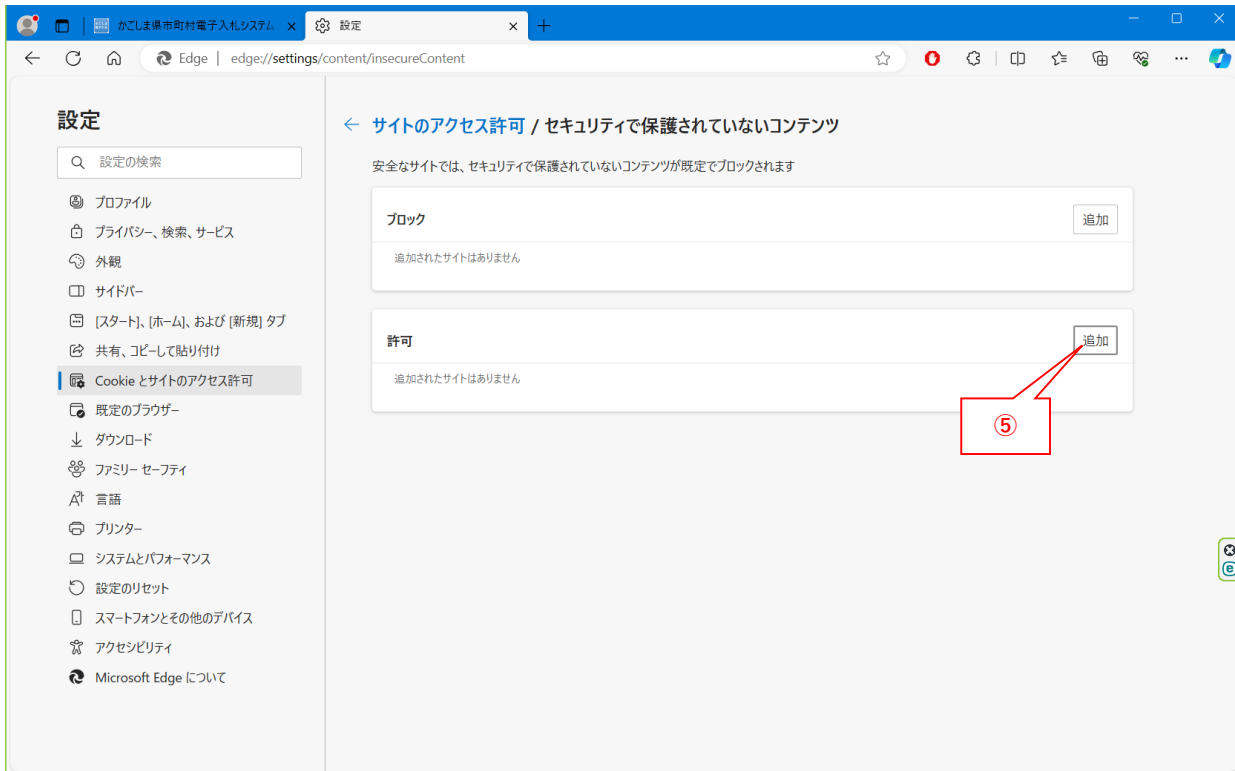 かごしま県市町村電子入札システム
設定
Edge | edge://settings/content/insecureContent
設定
設定の検索
プロファイル
プライバシー、検索、サービス
外観
サイドバー
[スタート]、[ホーム]、および [新規] タブ
共有、コピーして貼り付け
Cookie とサイトのアクセス許可
既定のブラウザー
ダウンロード
ファミリー セーフティ
言語
プリンター
システムとパフォーマンス
設定のリセット
スマートフォンとその他のデバイス
アクセシビリティ
Microsoft Edge について
サイトのアクセス許可 / セキュリティで保護されていないコンテンツ
安全なサイトでは、セキュリティで保護されていないコンテンツが既定でブロックされます
ブロック
追加
追加されたサイトはありません
許可
追加
追加されたサイトはありません
⑤